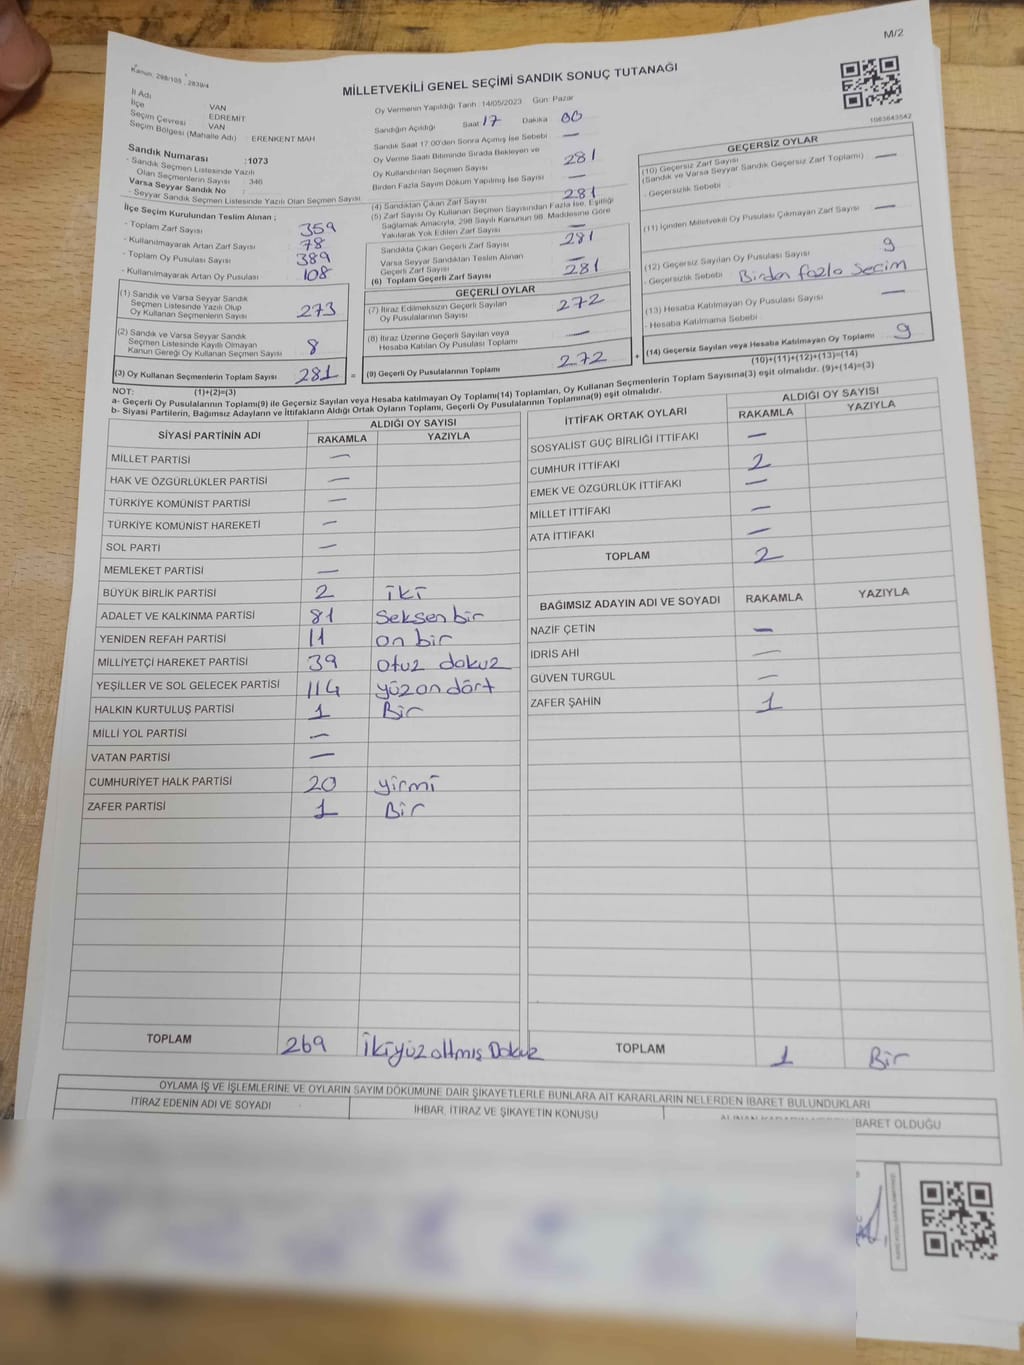 M/2
Kanun: 298/105 , 2839/4
MİLLETVEKİLİ GENEL SEÇİMİ SANDIK SONUÇ TUTANAĞI
1063643542
İl Adı VAN
İlçe EDREMIT
Seçim Çevresi VAN
Seçim Bölgesi (Mahalle Adı) : ERENKENT MAH
Sandık Numarası :1073
- Sandık Seçmen Listesinde Yazılı
Olan Seçmenlerin Sayısı : 346
Varsa Seyyar Sandık No :
- Seyyar Sandık Seçmen Listesinde Yazılı Olan Seçmen Sayısı
İlçe Seçim Kurulundan Teslim Alınan ;
- Toplam Zarf Sayısı 359
- Kullanılmayarak Artan Zarf Sayısı 78
- Toplam Oy Pusulası Sayısı 389
- Kullanılmayarak Artan Oy Pusulası 108
(1) Sandık ve Varsa Seyyar Sandık
Seçmen Listesinde Yazılı Olup
Oy Kullanan Seçmenlerin Sayısı 273
(2) Sandık ve Varsa Seyyar Sandık
Seçmen Listesinde Kayıtlı Olmayan
Kanun Gereği Oy Kullanan Seçmen Sayısı 8
(3) Oy Kullanan Seçmenlerin Toplam Sayısı 281 =
Oy Vermenin Yapıldığı Tarih :14/05/2023 Gün: Pazar
Sandığın Açıldığı Saat 17 Dakika 00
Sandık Saat 17:00'den Sonra Açımış İse Sebebi —
Oy Verme Saati Bitiminde Sırada Bekleyen ve
Oy Kullandırılan Seçmen Sayısı 281
Birden Fazla Sayım Döküm Yapılmış İse Sayısı —
(4) Sandıktan Çıkan Zarf Sayısı 281
(5) Zarf Sayısı Oy Kullanan Seçmen Sayısından Fazla İse, Eşitliği
Sağlamak Amacıyla, 298 Sayılı Kanunun 98. Maddesine Göre
Yakılarak Yok Edilen Zarf Sayısı —
Sandıkta Çıkan Geçerli Zarf Sayısı 281
Varsa Seyyar Sandıktan Teslim Alınan
Geçerli Zarf Sayısı —
(6) Toplam Geçerli Zarf Sayısı 281
GEÇERLİ OYLAR
(7) İtiraz Edilmeksizin Geçerli Sayılan
Oy Pusulalarının Sayısı 272
(8) İtiraz Üzerine Geçerli Sayılan veya
Hesaba Katılan Oy Pusulası Toplamı —
(9) Geçerli Oy Pusulalarının Toplamı 272 +
GEÇERSİZ OYLAR
(10) Geçersiz Zarf Sayısı
(Sandık ve Varsa Seyyar Sandık Geçersiz Zarf Toplamı) —
- Geçersizlik Sebebi
(11) İçinden Milletvekili Oy Pusulası Çıkmayan Zarf Sayısı —
(12) Geçersiz Sayılan Oy Pusulası Sayısı 9
- Geçersizlik Sebebi Birden fazla Secim
(13) Hesaba Katılmayan Oy Pusulası Sayısı —
- Hesaba Katılmama Sebebi
(14) Geçersiz Sayılan veya Hesaba Katılmayan Oy Toplamı 9
(10)+(11)+(12)+(13)=(14)
NOT: (1)+(2)=(3)
a- Geçerli Oy Pusulasının Toplamı(9) ile Geçersiz Sayılan veya Hesaba katılmayan Oy Toplamı(14) Toplamları, Oy Kullanan Seçmenlerin Toplam Sayısına(3) eşit olmalıdır. (9)+(14)=(3)
b- Siyasi Partilerin, Bağımsız Adayların ve İttifakların Aldığı Ortak Oyların Toplamı, Geçerli Oy Pusulalarının Toplamına(9) eşit olmalıdır.
SİYASİ PARTİNİN ADI ALDIĞI OY SAYISI
RAKAMLA YAZIYLA
MİLLET PARTİSİ —
HAK VE ÖZGÜRLÜKLER PARTİSİ —
TÜRKİYE KOMÜNİST PARTİSİ —
TÜRKİYE KOMÜNİST HAREKETİ —
SOL PARTİ —
MEMLEKET PARTİSİ —
BÜYÜK BİRLİK PARTİSİ 2 iki
ADALET VE KALKINMA PARTİSİ 81 Seksen bir
YENİDEN REFAH PARTİSİ 11 on bir
MİLLİYETÇİ HAREKET PARTİSİ 39 otuz dokuz
YEŞİLLER VE SOL GELECEK PARTİSİ 114 yüz on dört
HALKIN KURTULUŞ PARTİSİ 1 Bir
MİLLİ YOL PARTİSİ —
VATAN PARTİSİ —
CUMHURİYET HALK PARTİSİ 20 yirmi
ZAFER PARTİSİ 1 Bir
TOPLAM 269 ikiyüz altmış Dokuz
İTTİFAK ORTAK OYLARI ALDIĞI OY SAYISI
RAKAMLA YAZIYLA
SOSYALİST GÜÇ BİRLİĞİ İTTİFAKI —
CUMHUR İTTİFAKI 2
EMEK VE ÖZGÜRLÜK İTTİFAKI —
MİLLET İTTİFAKI —
ATA İTTİFAKI —
TOPLAM 2
BAĞIMSIZ ADAYIN ADI VE SOYADI RAKAMLA YAZIYLA
NAZİF ÇETİN —
İDRİS AHİ —
GÜVEN TURGUL —
ZAFER ŞAHİN 1
TOPLAM 1 Bir
OYLAMA İŞ VE İŞLEMLERİNE VE OYLARIN SAYIM DÖKÜMÜNE DAİR ŞİKAYETLERLE BUNLARA AİT KARARLARIN NELERDEN İBARET BULUNDUKLARI
İTİRAZ EDENİN ADI VE SOYADI İHBAR, İTİRAZ VE ŞİKAYETİN KONUSU
BARET OLDUĞU